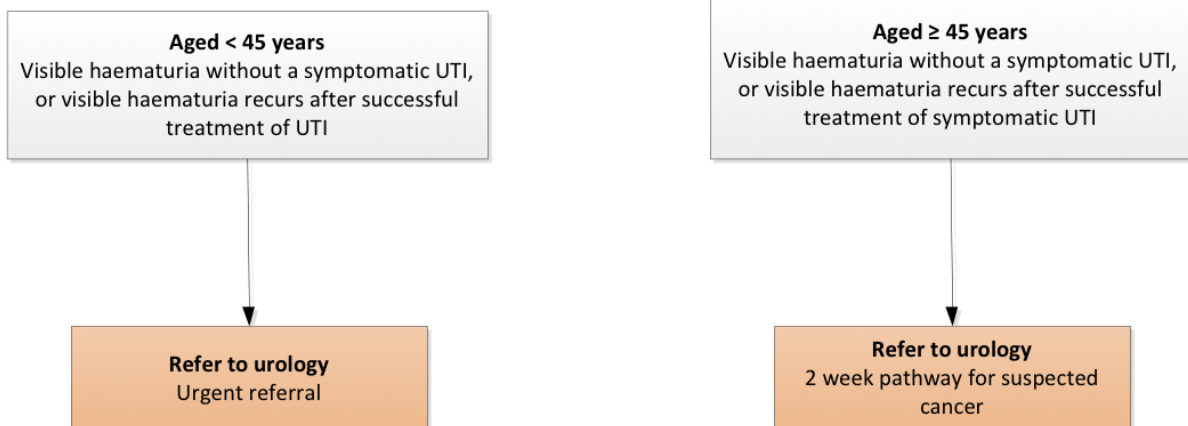 Aged < 45 years
Visible haematuria without a symptomatic UTI,
or visible haematuria recurs after successful
treatment of UTI
Aged ≥ 45 years
Visible haematuria without a symptomatic UTI,
or visible haematuria recurs after successful
treatment of symptomatic UTI
Refer to urology
Urgent referral
Refer to urology
2 week pathway for suspected
cancer